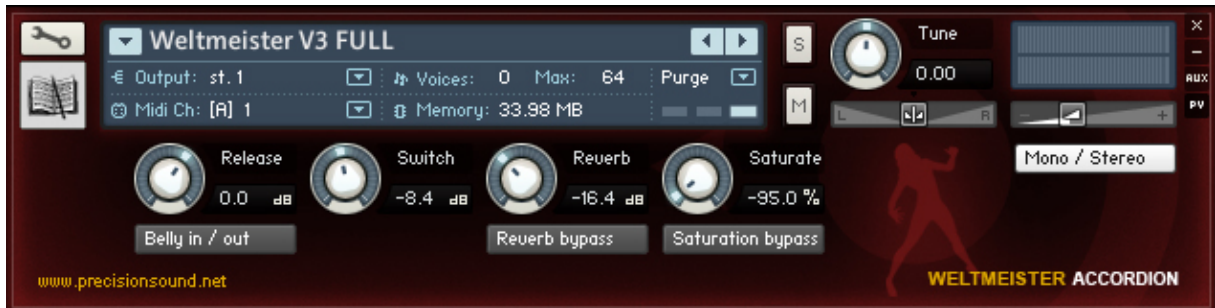 Weltmeister V3 FULL
S
Tune
0.00
×
–
AUX
PV
Output: st. 1
Voices: 0 Max: 64
Purge
Midi Ch: [A] 1
Memory: 33.98 MB
M
L
R
- +
Release
0.0 dB
Switch
-8.4 dB
Reverb
-16.4 dB
Saturate
-95.0 %
Mono / Stereo
Belly in / out
Reverb bypass
Saturation bypass
www.precisionsound.net
WELTMEISTER ACCORDION